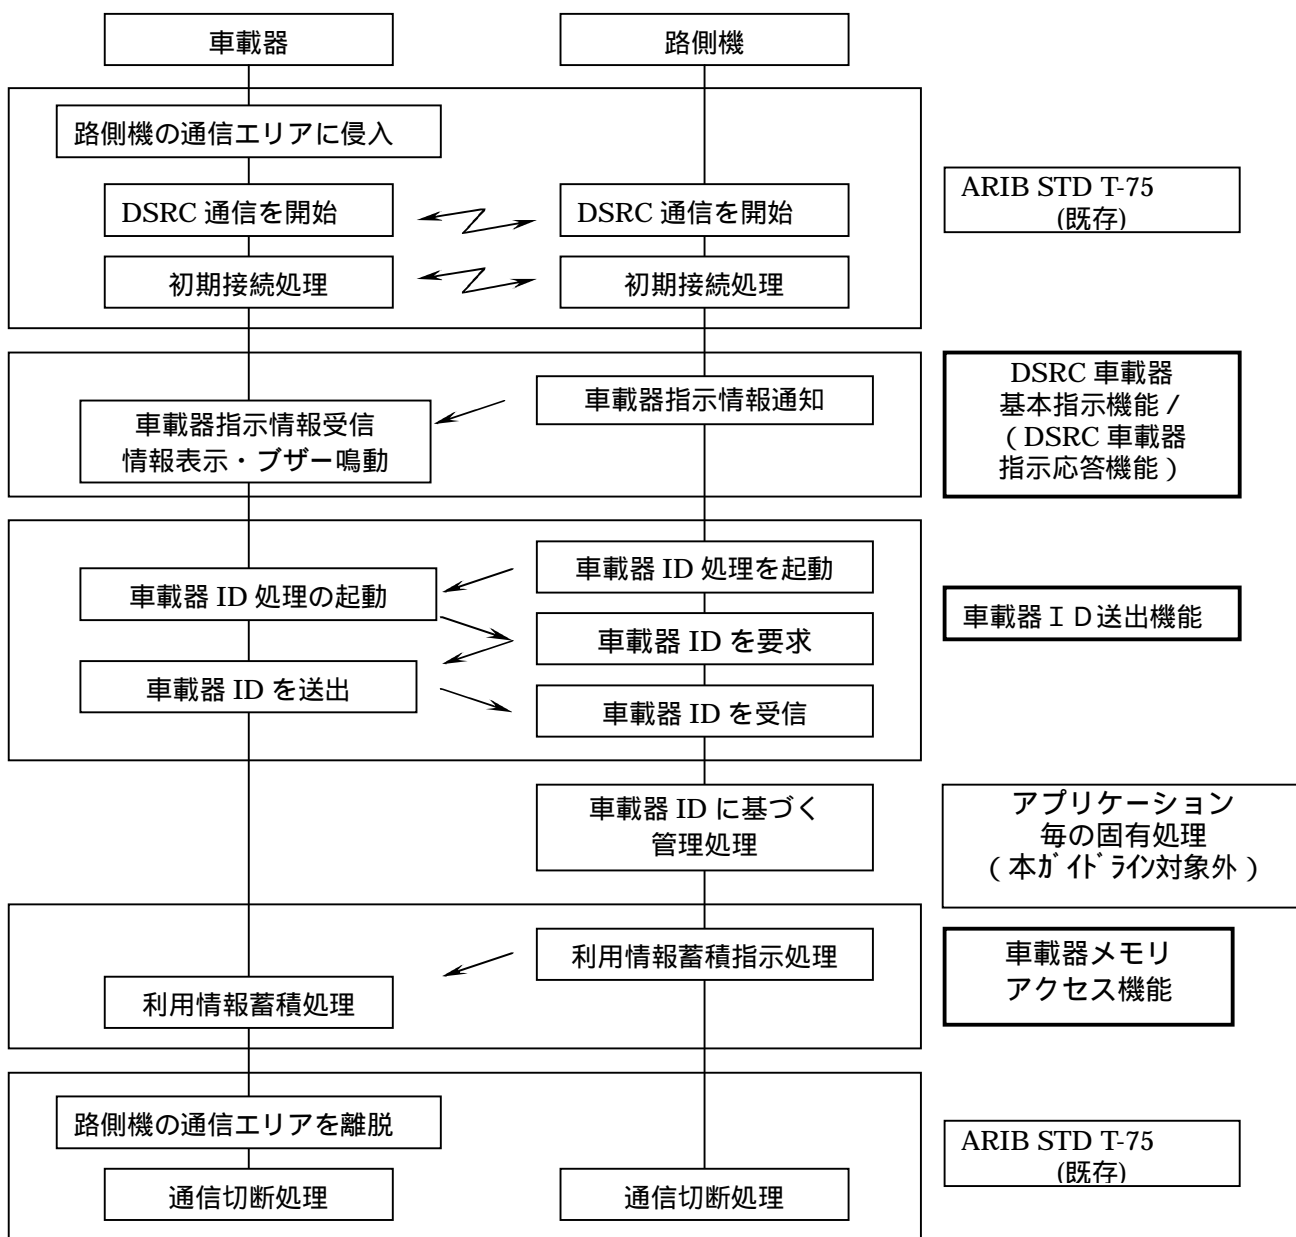 車載器
路側機
路側機の通信エリアに侵入
DSRC 通信を開始
DSRC 通信を開始
ARIB STD T-75
(既存)
初期接続処理
初期接続処理
車載器指示情報通知
車載器指示情報受信
情報表示・ブザー鳴動
DSRC 車載器
基本指示機能 /
( DSRC 車載器
指示応答機能 )
車載器 ID 処理を起動
車載器 ID 処理の起動
車載器 ID を要求
車載器 ID を送出
車載器 ID を受信
車載器ＩＤ送出機能
車載器 ID に基づく
管理処理
アプリケーション
毎の固有処理
( 本ｶﾞｲﾄﾞﾗｲﾝ対象外 )
利用情報蓄積指示処理
利用情報蓄積処理
車載器メモリ
アクセス機能
路側機の通信エリアを離脱
通信切断処理
通信切断処理
ARIB STD T-75
(既存)